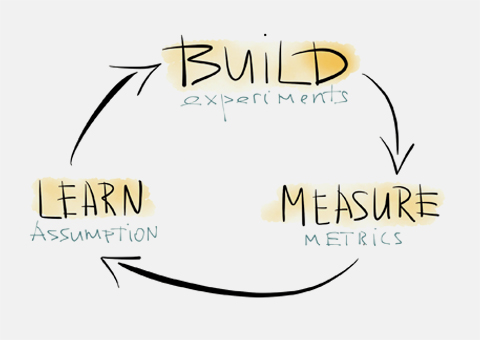 BUILD
experiments
LEARN
ASSUMPTION
MEASURE
METRICS